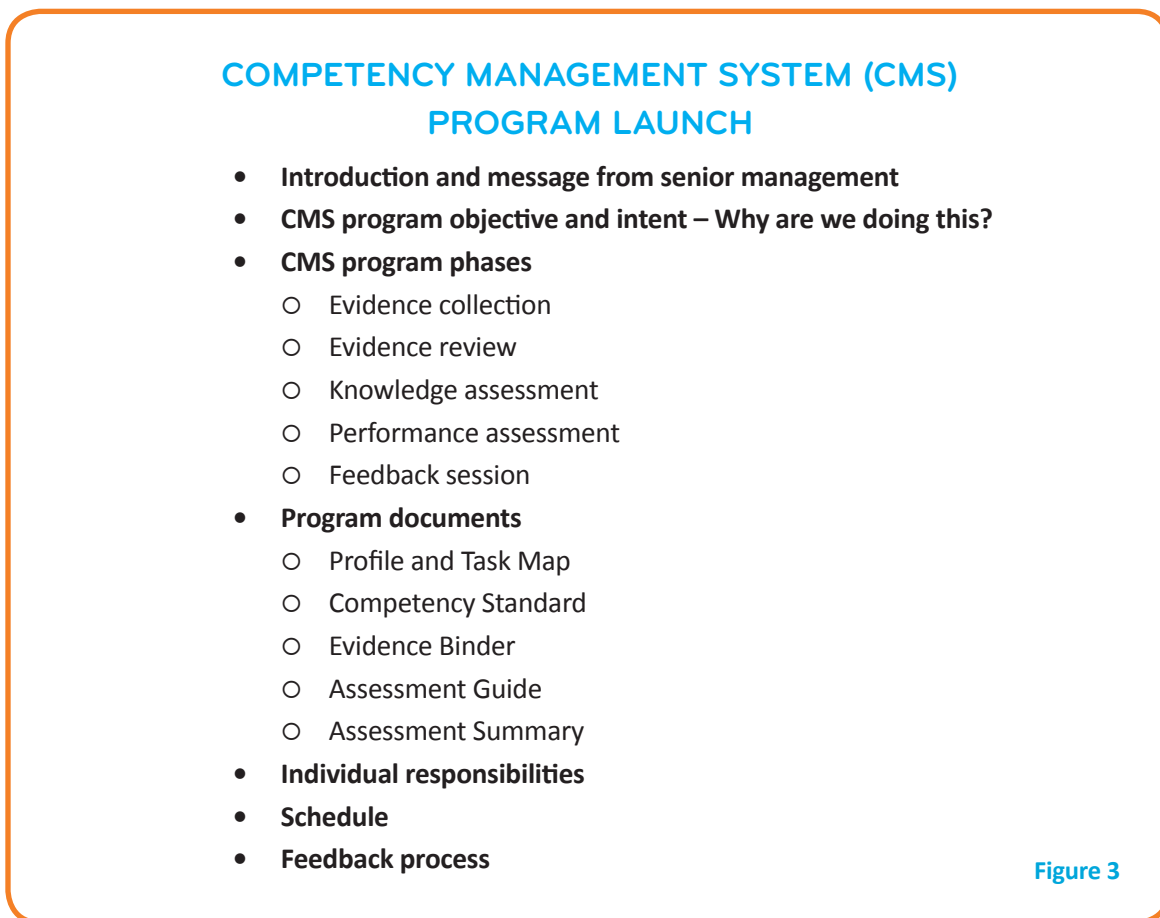 COMPETENCY MANAGEMENT SYSTEM (CMS)
PROGRAM LAUNCH
• Introduction and message from senior management
• CMS program objective and intent – Why are we doing this?
• CMS program phases
○ Evidence collection
○ Evidence review
○ Knowledge assessment
○ Performance assessment
○ Feedback session
• Program documents
○ Profile and Task Map
○ Competency Standard
○ Evidence Binder
○ Assessment Guide
○ Assessment Summary
• Individual responsibilities
• Schedule
• Feedback process
Figure 3